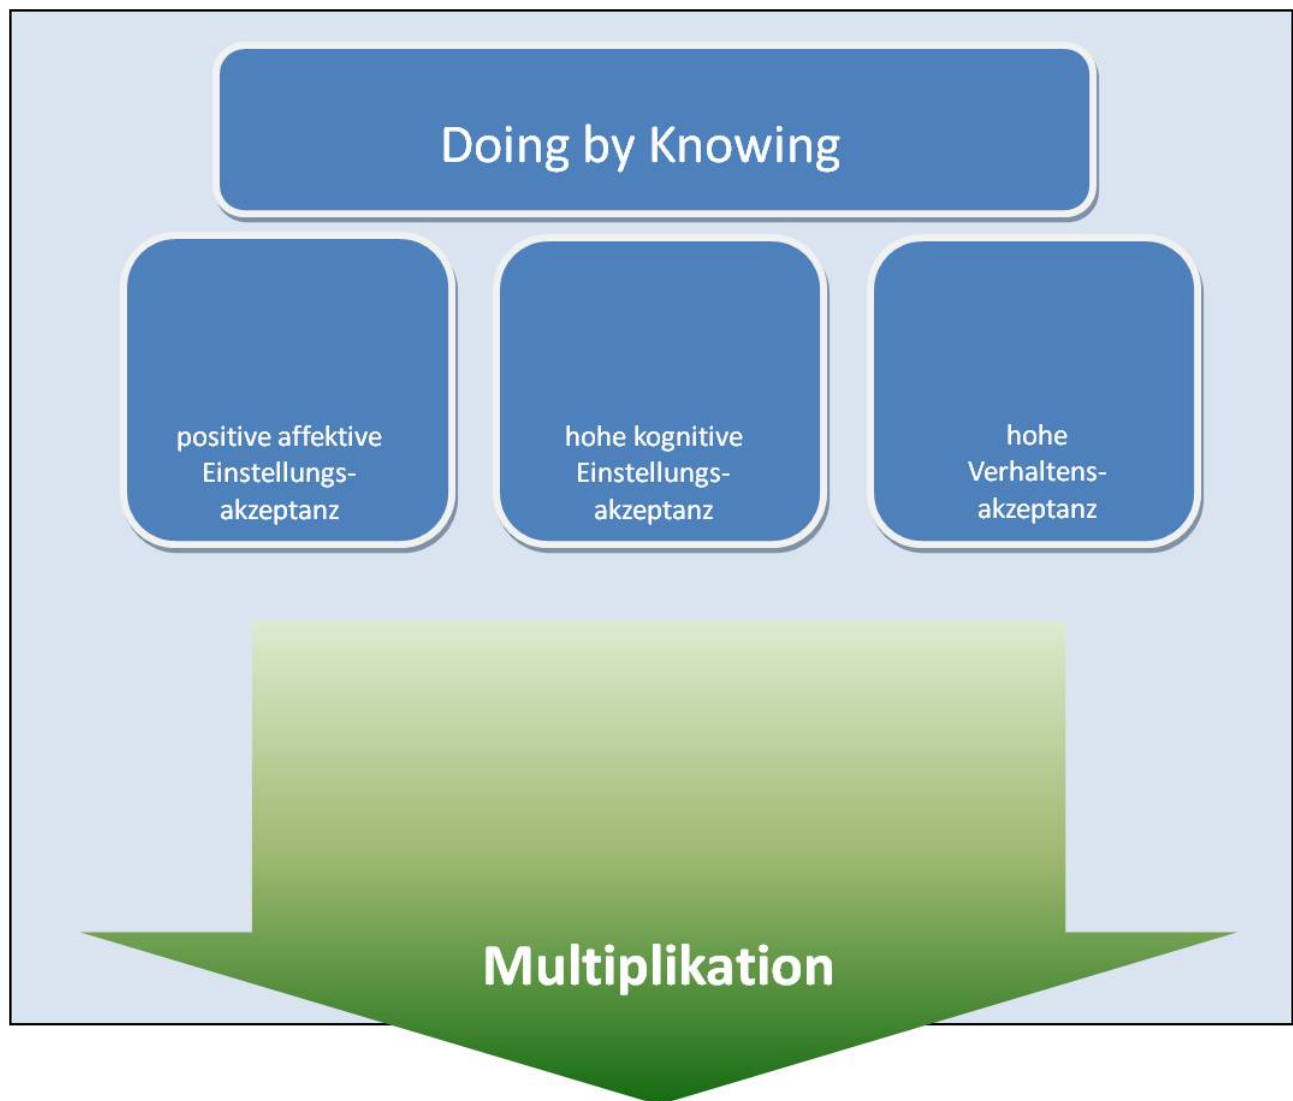 Doing by Knowing
positive affektive
Einstellungs-
akzeptanz
hohe kognitive
Einstellungs-
akzeptanz
hohe
Verhaltens-
akzeptanz
Multiplikation